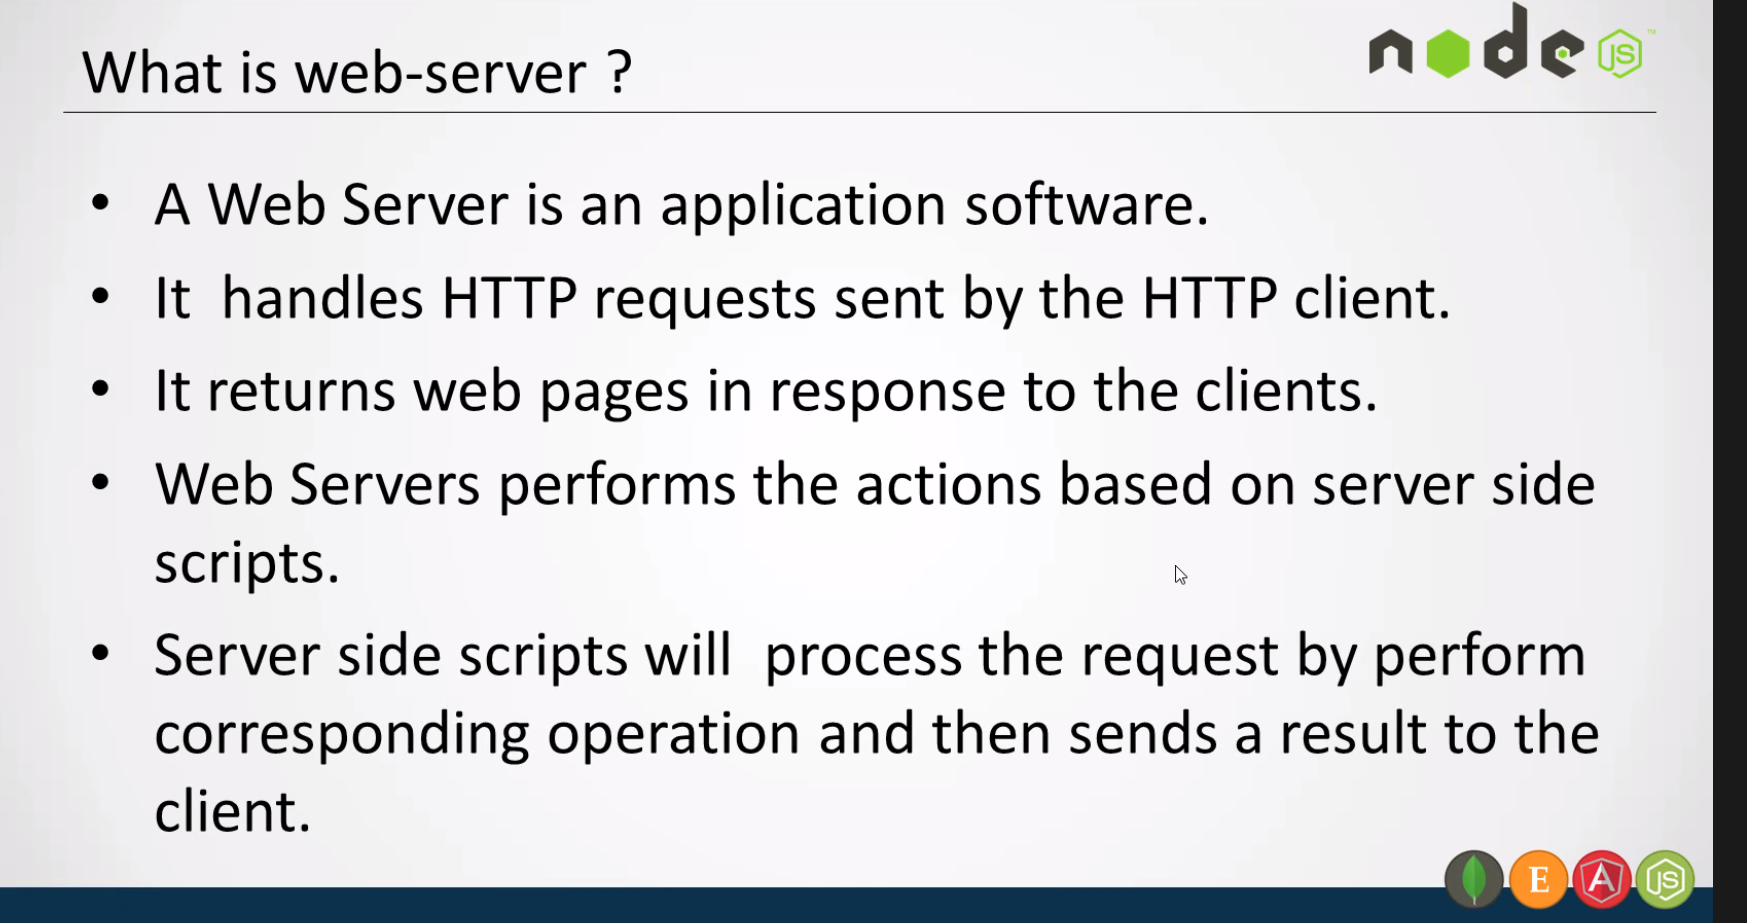 What is web-server ?
node JS ™
• A Web Server is an application software.
• It  handles HTTP requests sent by the HTTP client.
• It returns web pages in response to the clients.
• Web Servers performs the actions based on server side
scripts.
• Server side scripts will  process the request by perform
corresponding operation and then sends a result to the
client.
E A JS